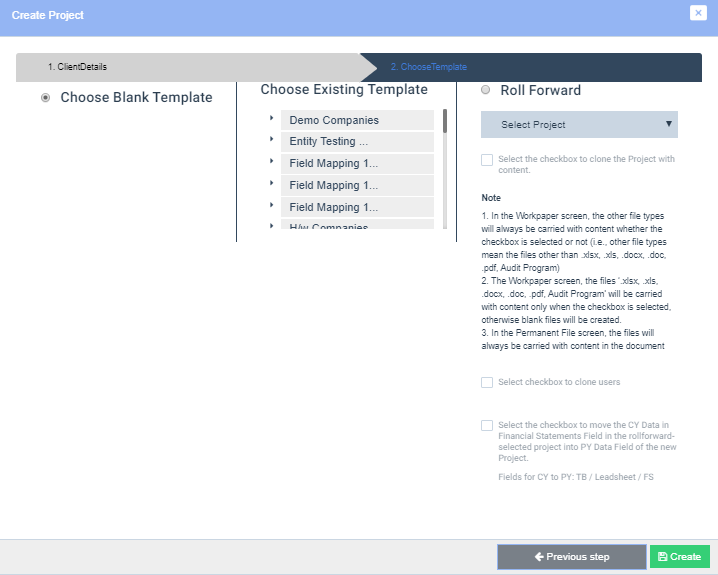 Create Project
1. ClientDetails
2. ChooseTemplate
Choose Blank Template
Choose Existing Template
Demo Companies
Entity Testing ...
Field Mapping 1...
Field Mapping 1...
Field Mapping 1...
H/w Companies
Roll Forward
Select Project
Select the checkbox to clone the Project with
content.
Note
1. In the Workpaper screen, the other file types
will always be carried with content whether the
checkbox is selected or not (i.e., other file types
mean the files other than .xlsx, .xls, .docx, .doc,
.pdf, Audit Program)
2. The Workpaper screen, the files '.xlsx, .xls,
.docx, .doc, .pdf, Audit Program' will be carried
with content only when the checkbox is selected,
otherwise blank files will be created.
3. In the Permanent File screen, the files will
always be carried with content in the document
Select checkbox to clone users
Select the checkbox to move the CY Data in
Financial Statements Field in the rollforward-
selected project into PY Data Field of the new
Project.
Fields for CY to PY: TB / Leadsheet / FS
Previous step
Create